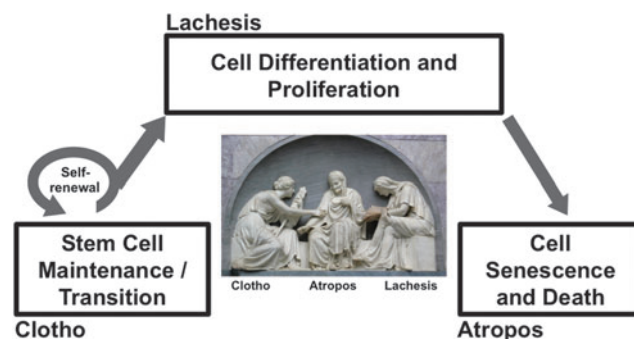 Lachesis
Cell Differentiation and
Proliferation
Self-
renewal
Stem Cell
Maintenance /
Transition
Clotho
Clotho Atropos Lachesis
Cell
Senescence
and Death
Atropos